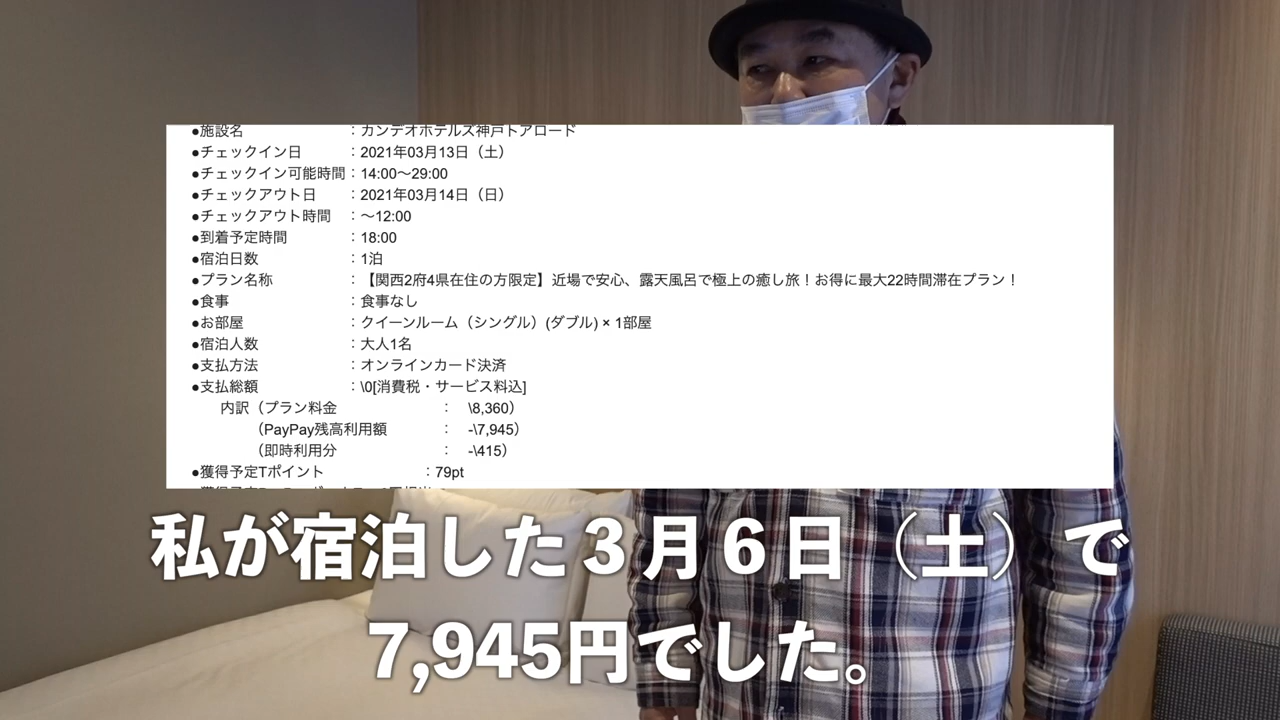 ●施設名 ：カンデオホテルズ神戸トアロード
●チェックイン日 ：2021年03月13日（土）
●チェックイン可能時間：14:00〜29:00
●チェックアウト日 ：2021年03月14日（日）
●チェックアウト時間 ：〜12:00
●到着予定時間 ：18:00
●宿泊日数 ：1泊
●プラン名称 ：【関西2府4県在住の方限定】近場で安心、露天風呂で極上の癒し旅！お得に最大22時間滞在プラン！
●食事 ：食事なし
●お部屋 ：クイーンルーム（シングル）(ダブル) × 1部屋
●宿泊人数 ：大人1名
●支払方法 ：オンラインカード決済
●支払総額 ：\0[消費税・サービス料込]
内訳（プラン料金 ： \8,360）
（PayPay残高利用額 ： -\7,945）
（即時利用分 ： -\415）
●獲得予定Tポイント ：79pt
私が宿泊した３月６日（土）で
7,945円でした。